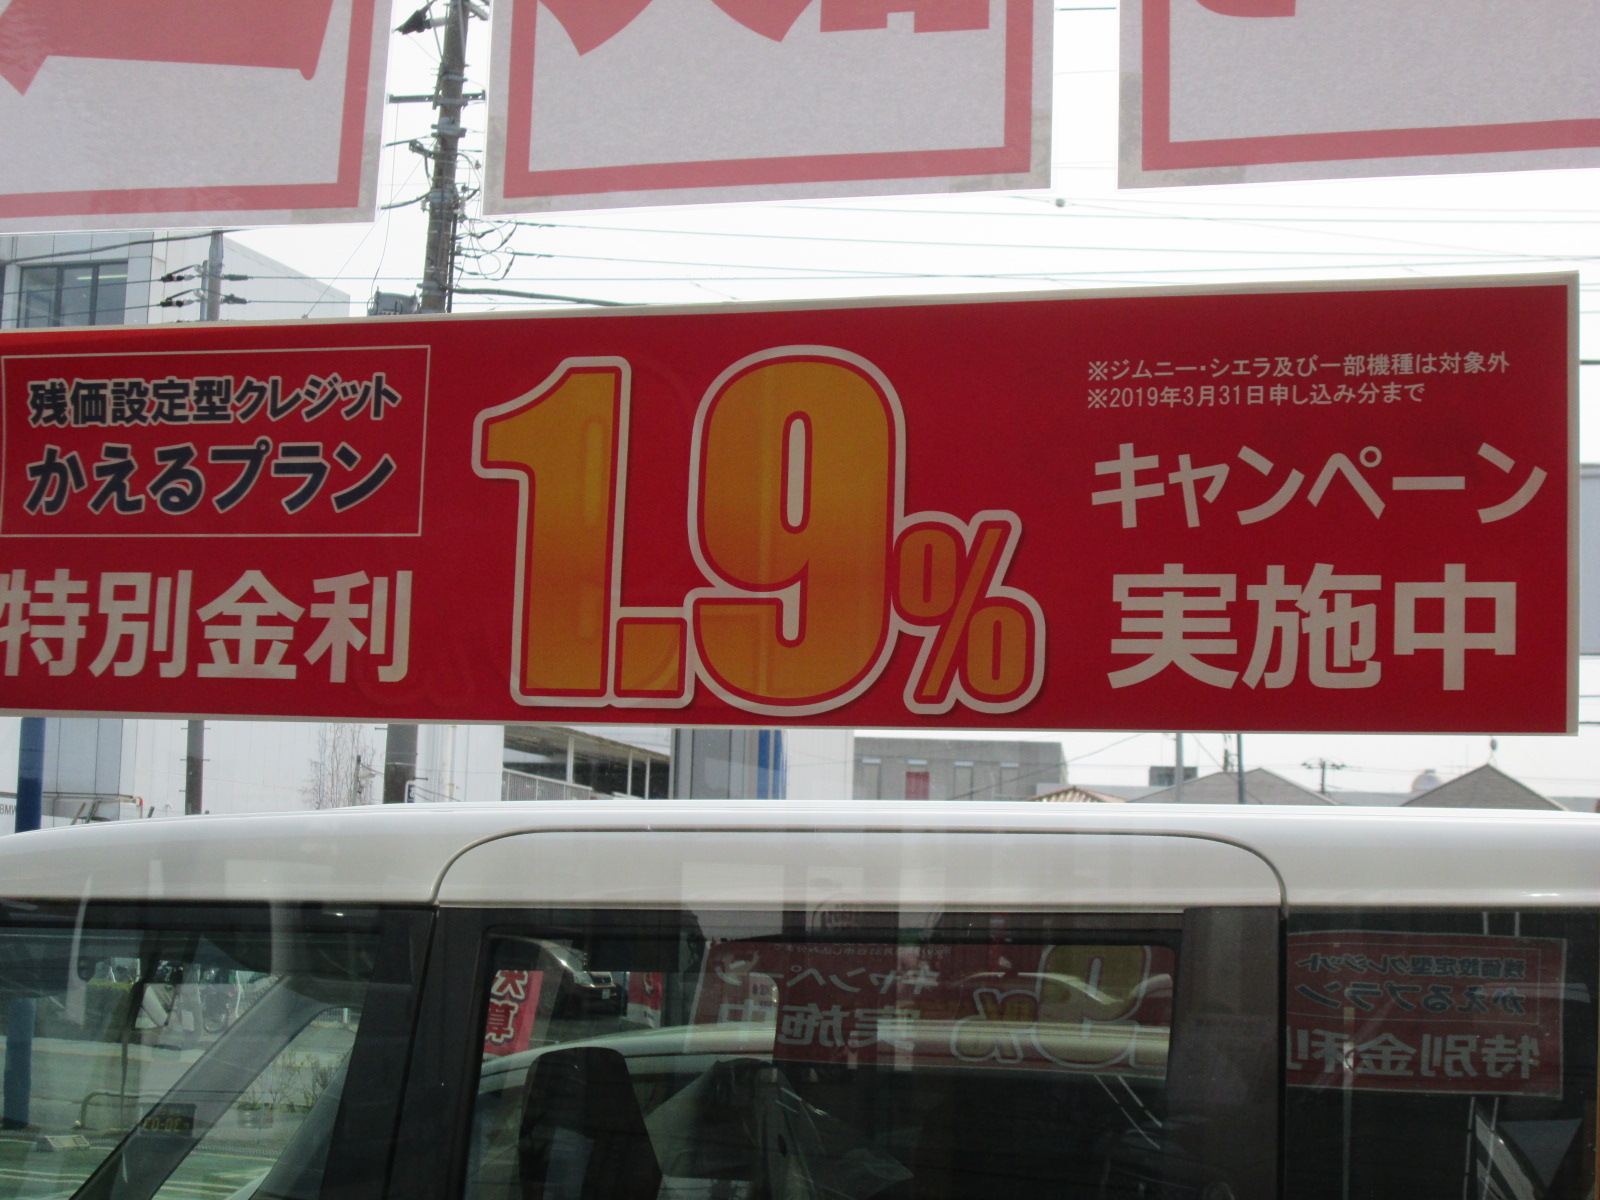 残価設定型クレジット
かえるプラン
特別金利
1.9%
※ジムニー・シエラ及び一部機種は対象外
※2019年3月31日申し込み分まで
キャンペーン
実施中